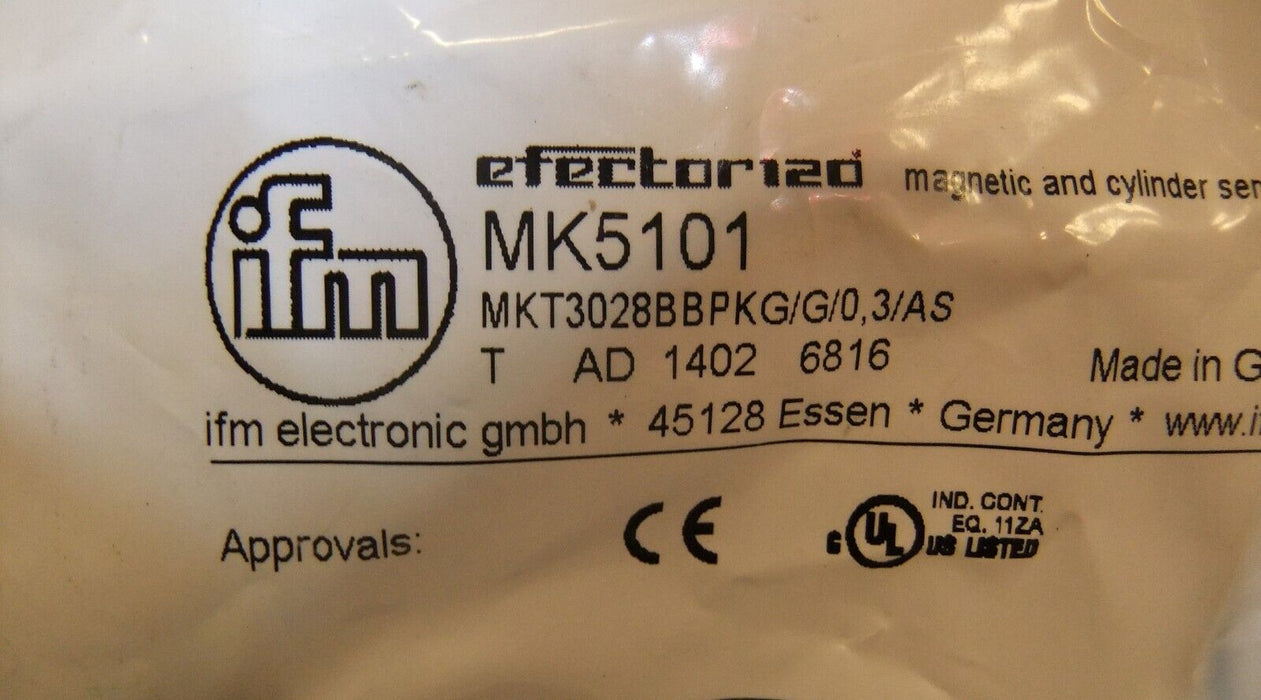 ifm
efector120 magnetic and cylinder
MK5101
MKT3028BBPKG/G/0,3/AS
T AD 1402 6816 Made in
ifm electronic gmbh * 45128 Essen * Germany *
Approvals: CE
c UL US LISTED
IND. CONT.
EQ. 11ZA